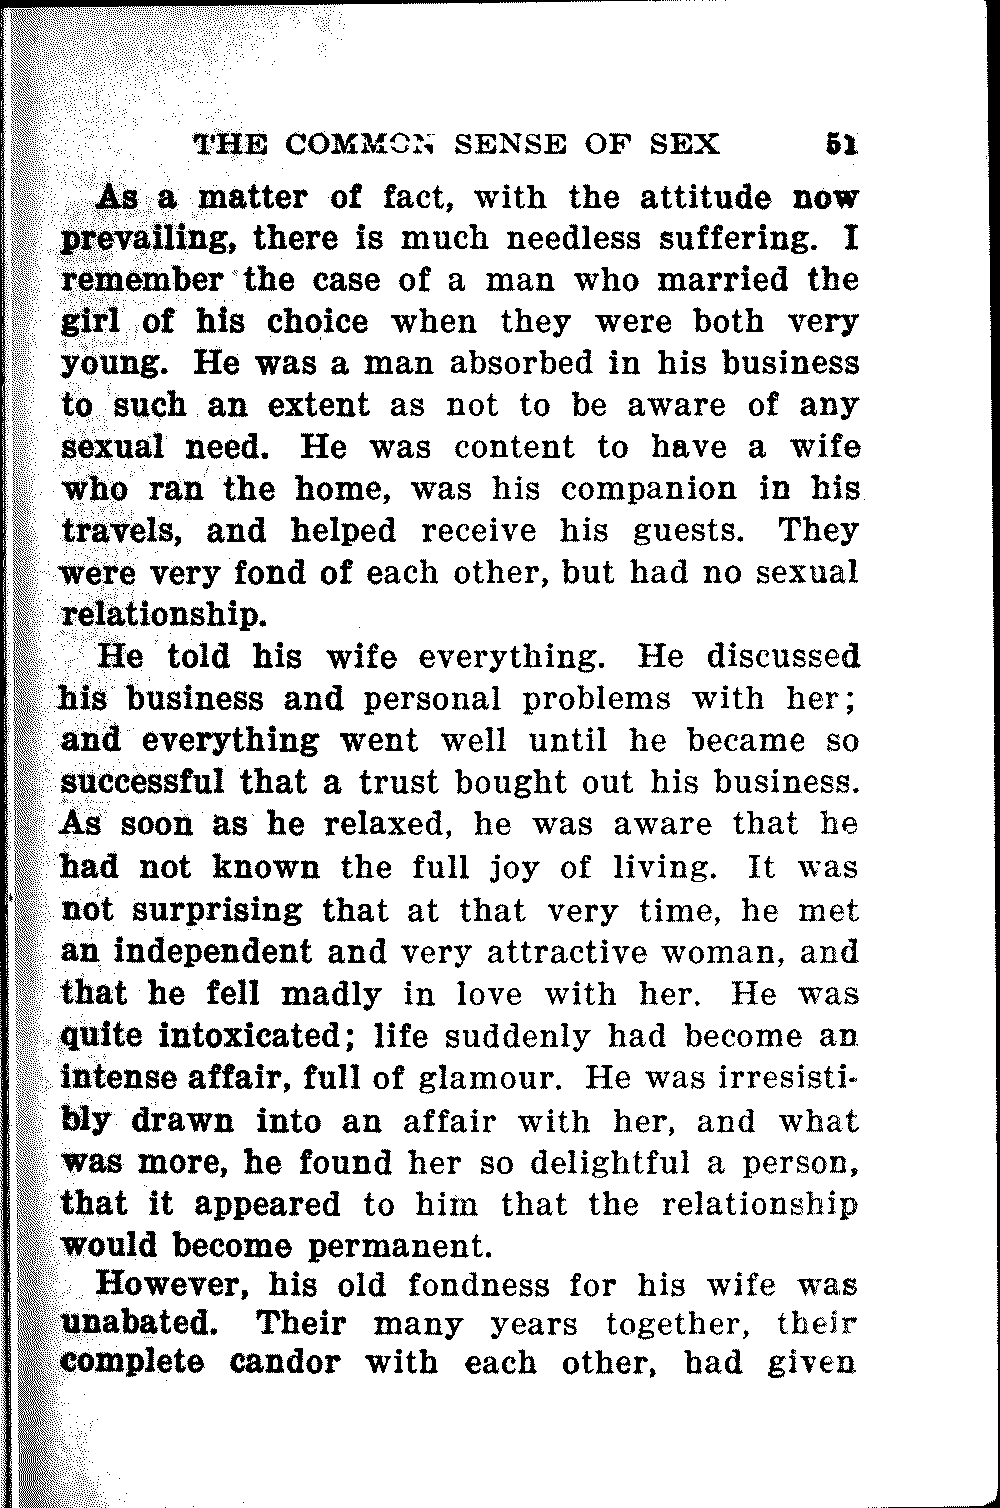 THE COMMON SENSE OF SEX 51
As a matter of fact, with the attitude now
prevailing, there is much needless suffering. I
remember the case of a man who married the
girl of his choice when they were both very
young. He was a man absorbed in his business
to such an extent as not to be aware of any
sexual need. He was content to have a wife
who ran the home, was his companion in his
travels, and helped receive his guests. They
were very fond of each other, but had no sexual
relationship.
He told his wife everything. He discussed
his business and personal problems with her;
and everything went well until he became so
successful that a trust bought out his business.
As soon as he relaxed, he was aware that he
had not known the full joy of living. It was
not surprising that at that very time, he met
an independent and very attractive woman, and
that he fell madly in love with her. He was
quite intoxicated; life suddenly had become an
intense affair, full of glamour. He was irresisti-
bly drawn into an affair with her, and what
was more, he found her so delightful a person,
that it appeared to him that the relationship
would become permanent.
However, his old fondness for his wife was
unabated. Their many years together, their
complete candor with each other, had given